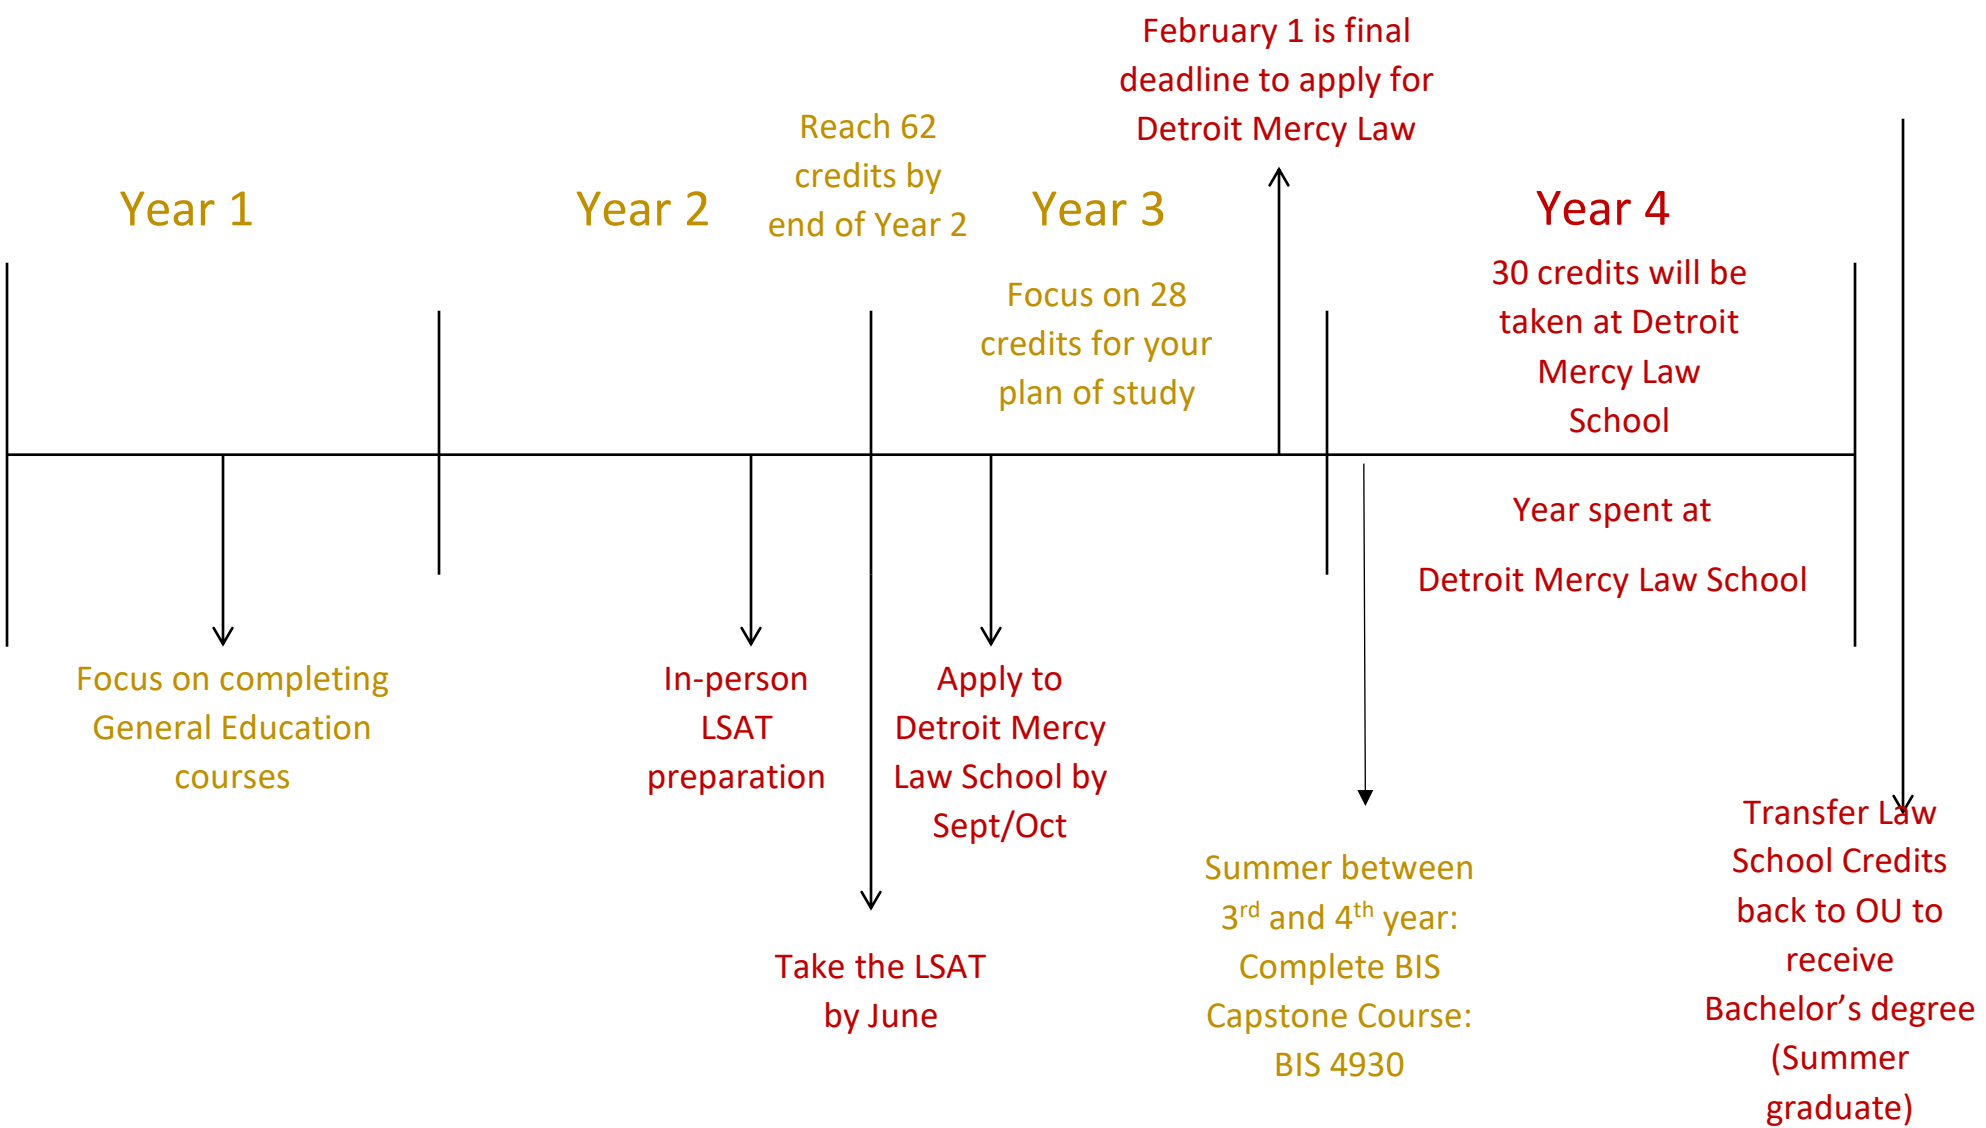 February 1 is final
deadline to apply for
Detroit Mercy Law
Reach 62
credits by
end of Year 2
Year 1
Year 2
Year 3
Year 4
Focus on 28
credits for your
plan of study
30 credits will be
taken at Detroit
Mercy Law
School
Year spent at
Detroit Mercy Law School
Focus on completing
General Education
courses
In-person
LSAT
preparation
Apply to
Detroit Mercy
Law School by
Sept/Oct
Take the LSAT
by June
Summer between
3rd and 4th year:
Complete BIS
Capstone Course:
BIS 4930
Transfer Law
School Credits
back to OU to
receive
Bachelor’s degree
(Summer
graduate)